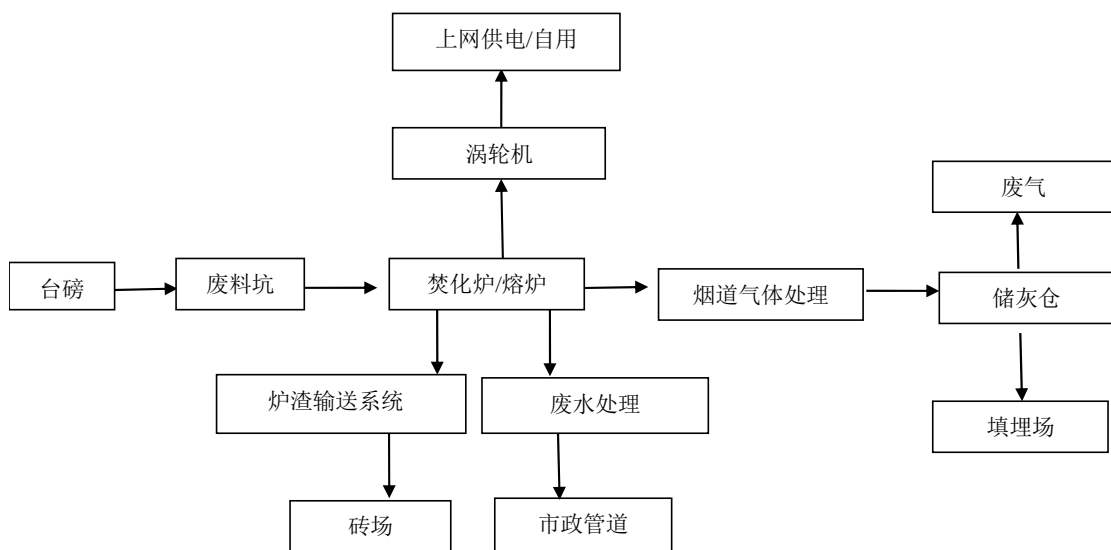 上网供电/自用
涡轮机
废气
台磅
废料坑
焚化炉/熔炉
烟道气体处理
储灰仓
炉渣输送系统
废水处理
填埋场
砖场
市政管道